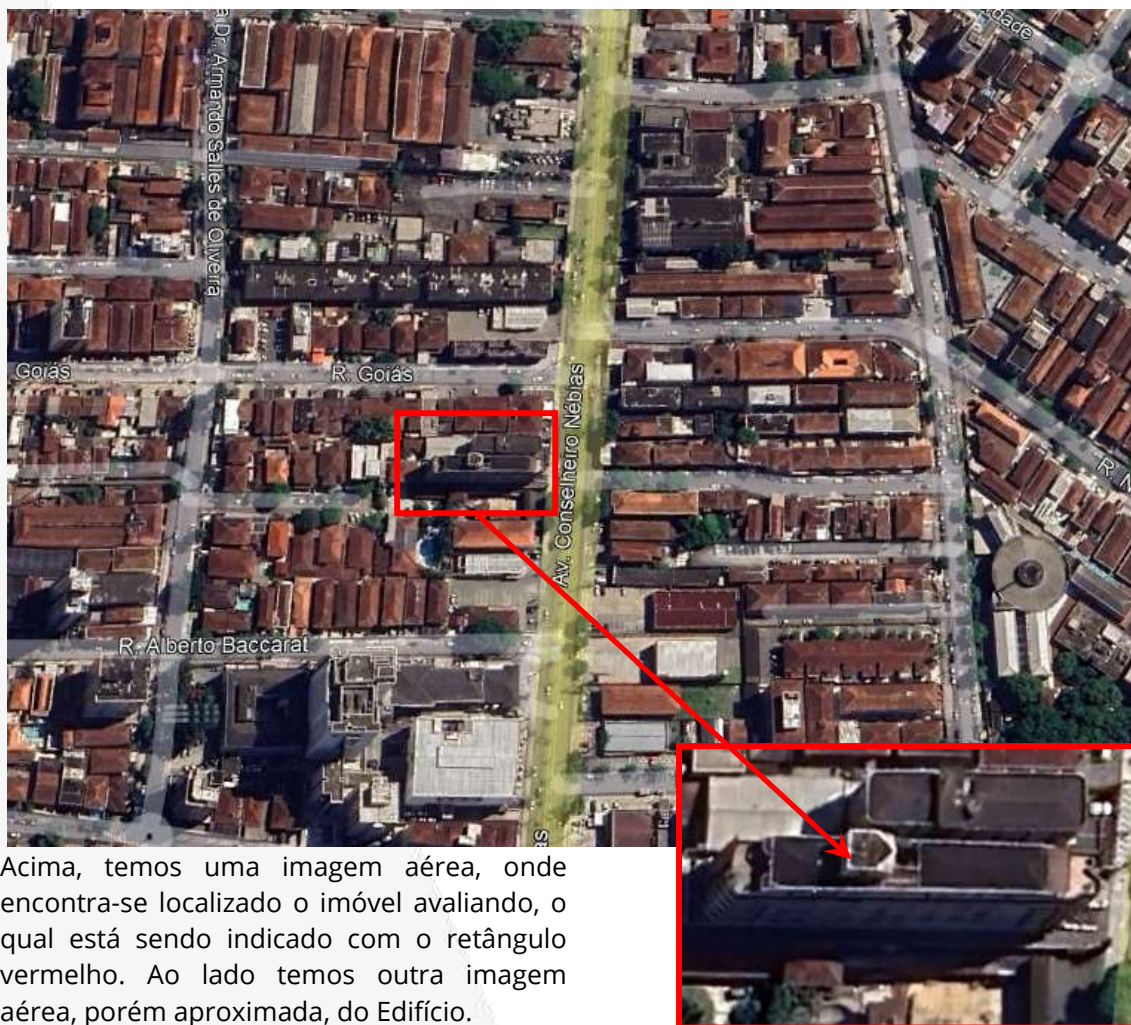 Dr. Armando Salles de Oliveira
Goiás
R. Goiás
Av. Conselheiro Nébias
R. Alberto Baccarat
as
Acima, temos uma imagem aérea, onde
encontra-se localizado o imóvel avaliando, o
qual está sendo indicado com o retângulo
vermelho. Ao lado temos outra imagem
aérea, porém aproximada, do Edifício.